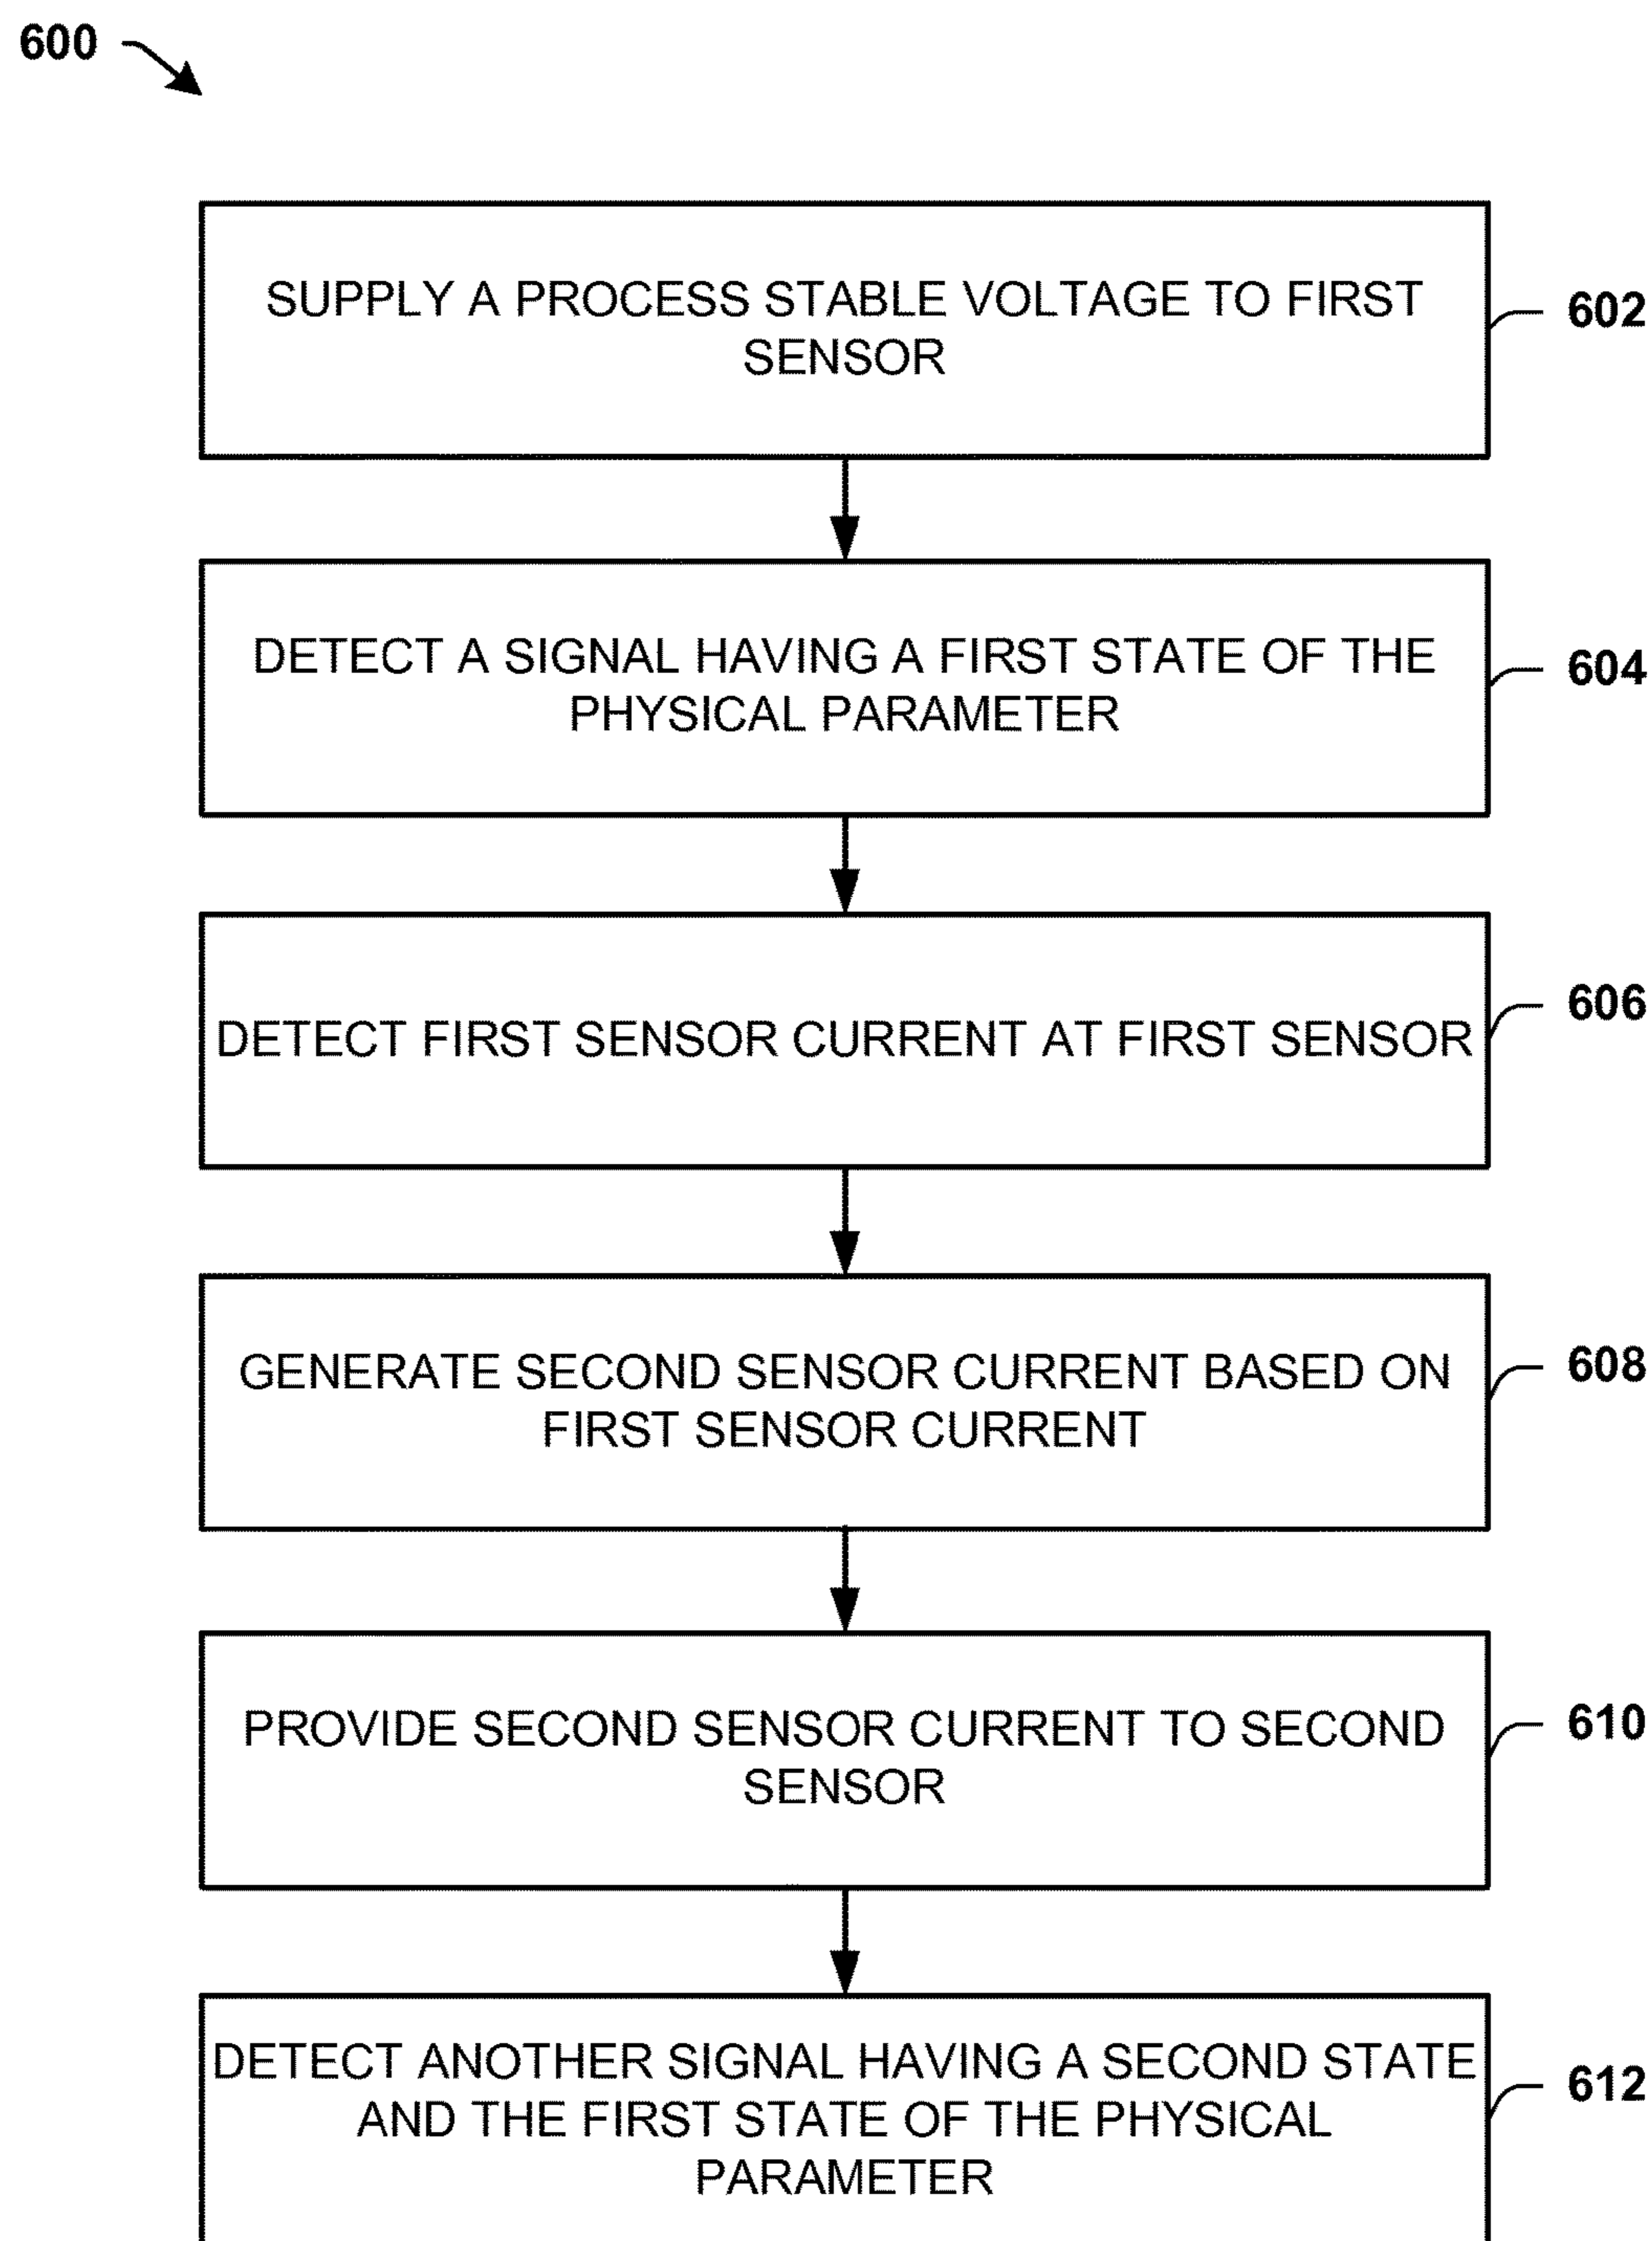 600
SUPPLY A PROCESS STABLE VOLTAGE TO FIRST
SENSOR
602
DETECT A SIGNAL HAVING A FIRST STATE OF THE
PHYSICAL PARAMETER
604
DETECT FIRST SENSOR CURRENT AT FIRST SENSOR
606
GENERATE SECOND SENSOR CURRENT BASED ON
FIRST SENSOR CURRENT
608
PROVIDE SECOND SENSOR CURRENT TO SECOND
SENSOR
610
DETECT ANOTHER SIGNAL HAVING A SECOND STATE
AND THE FIRST STATE OF THE PHYSICAL
PARAMETER
612